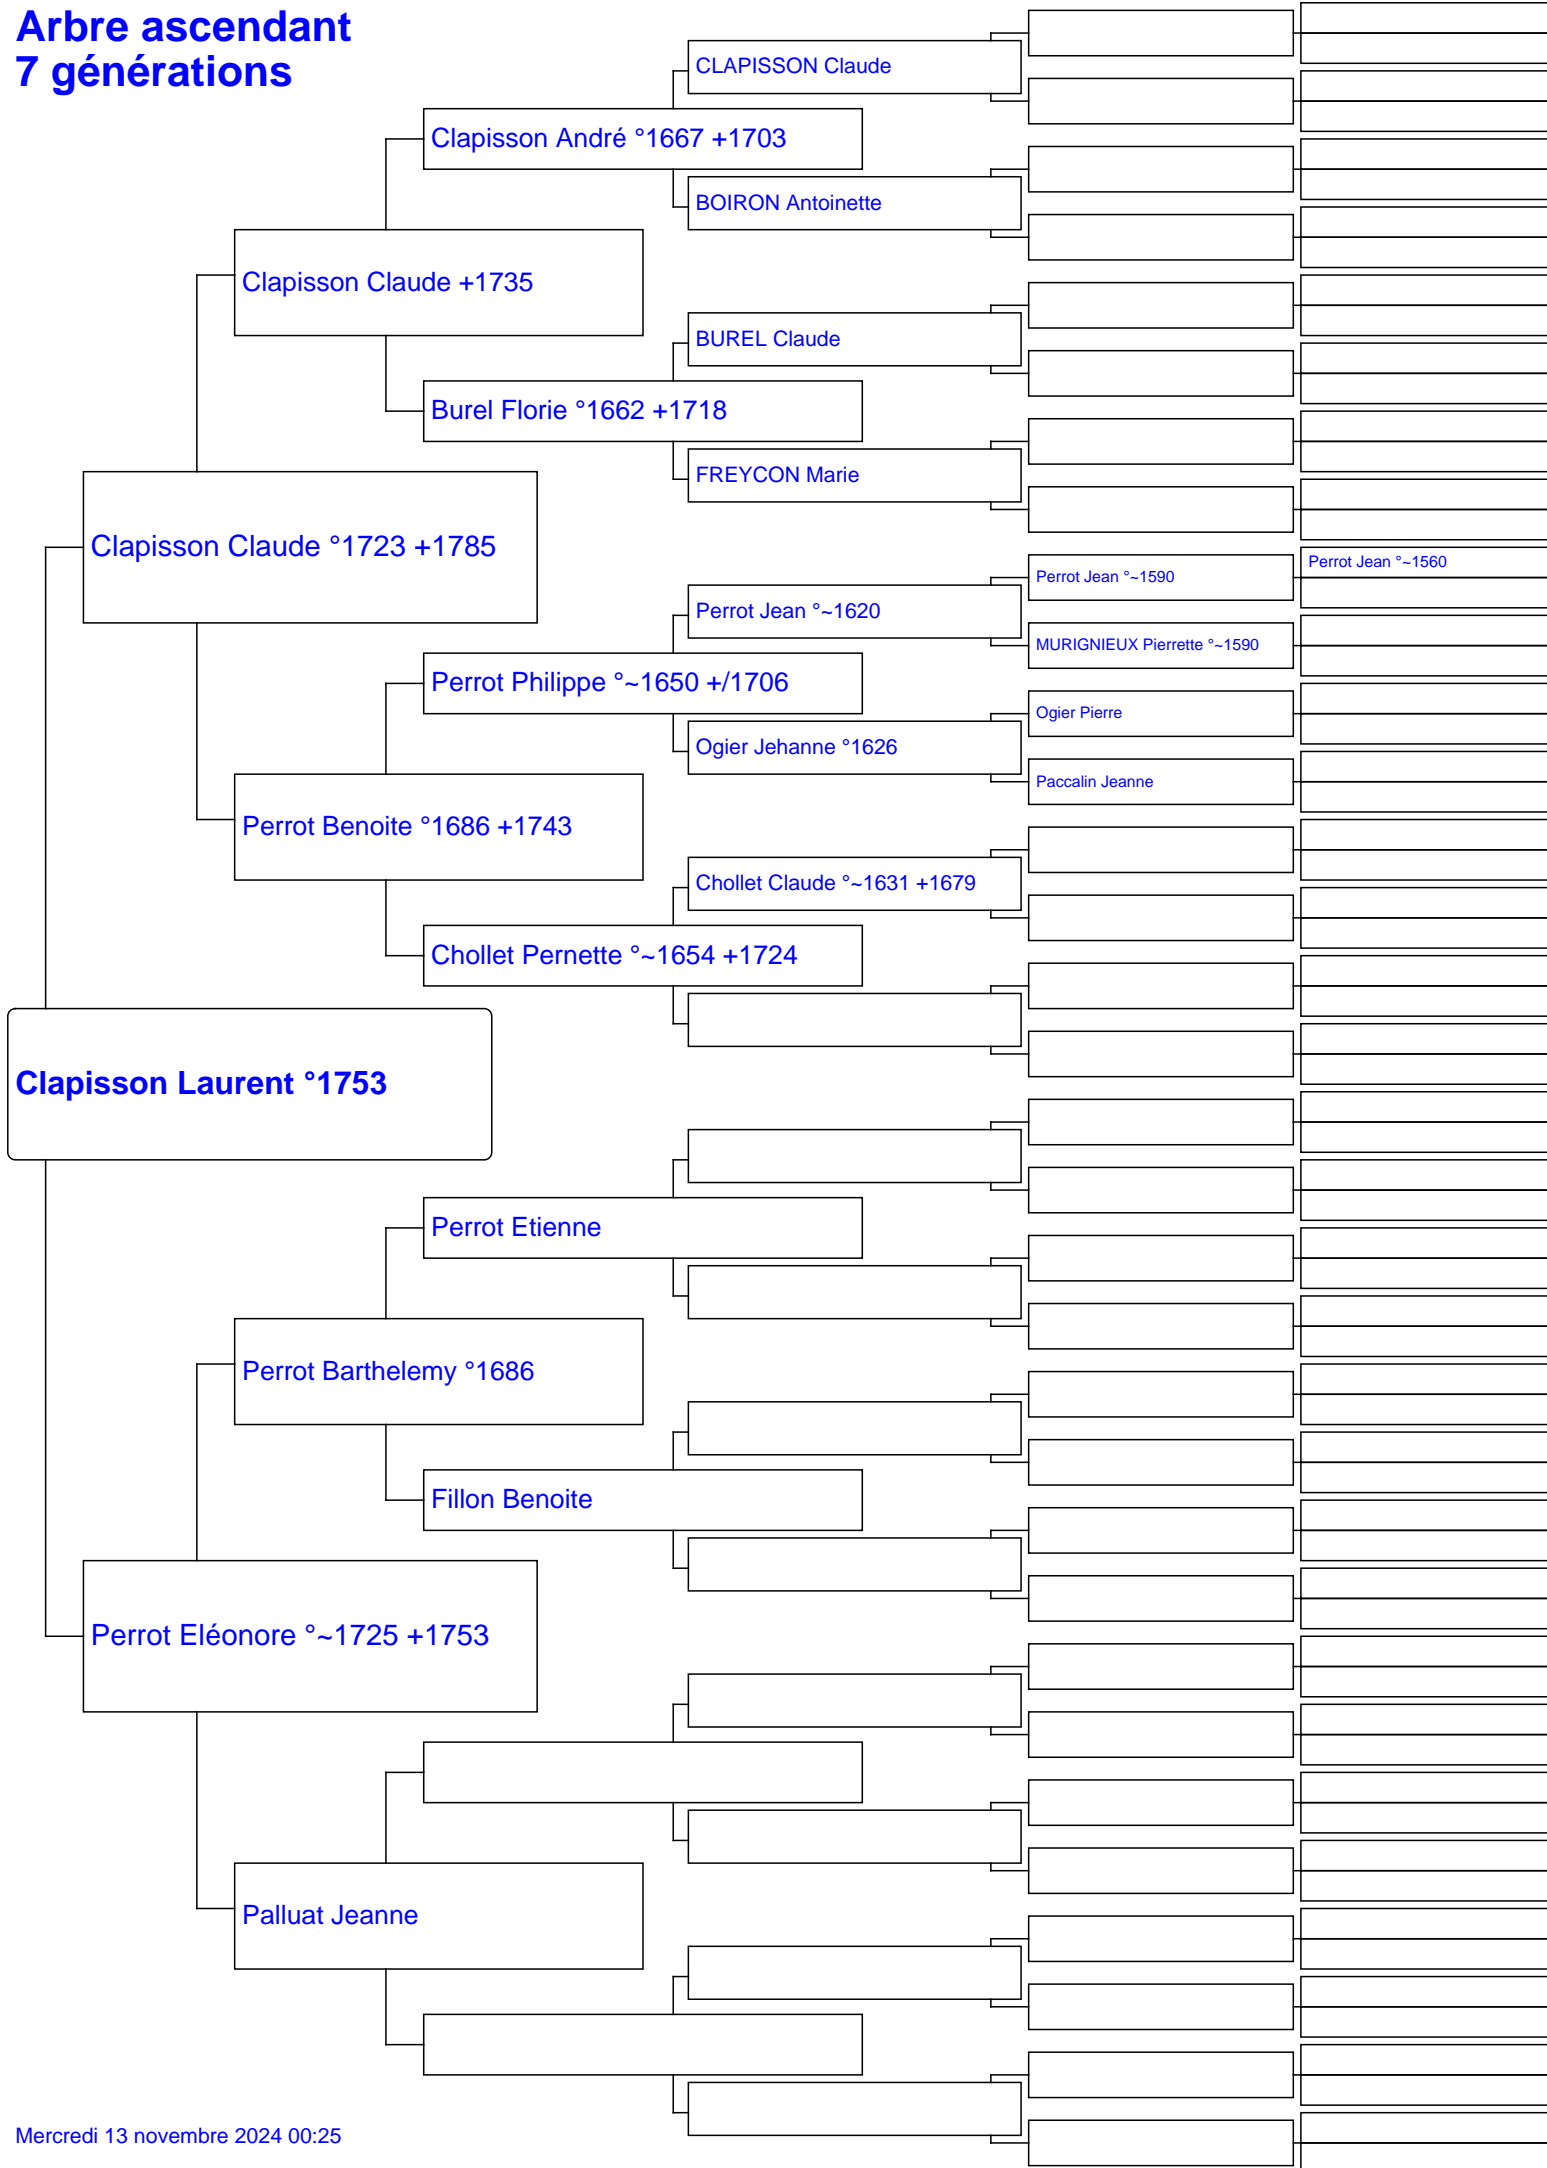 Arbre ascendant
7 générations
CLAPISSON Claude
Clapisson André °1667 +1703
BOIRON Antoinette
Clapisson Claude +1735
BUREL Claude
Burel Florie °1662 +1718
FREYCON Marie
Clapisson Claude °1723 +1785
Perrot Jean °~1560
Perrot Jean °~1590
Perrot Jean °~1620
MURIGNIEUX Pierrette °~1590
Perrot Philippe °~1650 +/1706
Ogier Pierre
Ogier Jehanne °1626
Paccalin Jeanne
Perrot Benoite °1686 +1743
Chollet Claude °~1631 +1679
Chollet Pernette °~1654 +1724
Clapisson Laurent °1753
Perrot Etienne
Perrot Barthelemy °1686
Fillon Benoite
Perrot Eléonore °~1725 +1753
Palluat Jeanne
Mercredi 13 novembre 2024 00:25